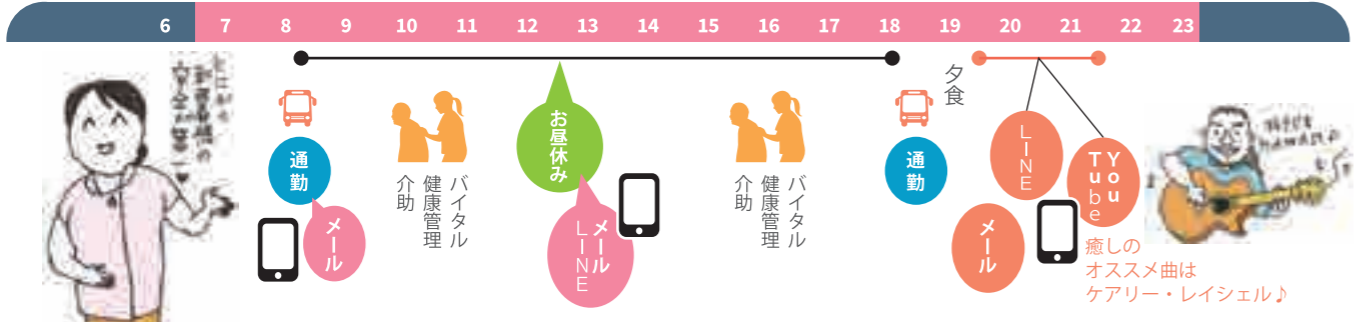 6 7 8 9 10 11 12 13 14 15 16 17 18 19 20 21 22 23
通勤
メール
バイタル
健康管理
介助
お昼休み
メール
LINE
バイタル
健康管理
介助
通勤
夕食
LINE
You
Tube
メール
癒しの
オススメ曲は
ケアリー・レイシェル♪